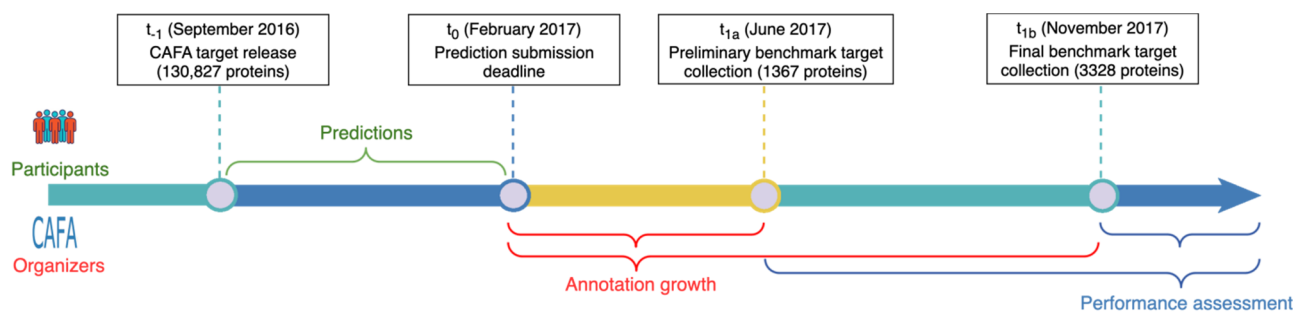 t-1 (September 2016)
CAFA target release
(130,827 proteins)
t0 (February 2017)
Prediction submission
deadline
t1a (June 2017)
Preliminary benchmark target
collection (1367 proteins)
t1b (November 2017)
Final benchmark target
collection (3328 proteins)
Predictions
Participants
CAFA
Organizers
Annotation growth
Performance assessment